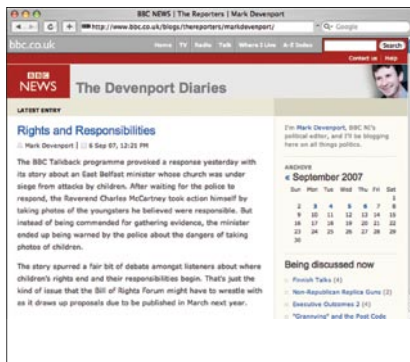 BBC NEWS | The Reporters | Mark Devenport
http://www.bbc.co.uk/blogs/thereporters/markdevenport/
Google
bbc.co.uk
Home TV Radio Talk Where I Live A-Z Index
Search
Contact us | Help
BBC
NEWS
The Devenport Diaries
LATEST ENTRY
Rights and Responsibilities
Mark Devenport | 6 Sep 07, 12:21 PM
The BBC Talkback programme provoked a response yesterday with
its story about an East Belfast minister whose church was under
siege from attacks by children. After waiting for the police to
respond, the Reverend Charles McCartney took action himself by
taking photos of the youngsters he believed were responsible. But
instead of being commended for gathering evidence, the minister
ended up being warned by the police about the dangers of taking
photos of children.
The story spurred a fair bit of debate amongst listeners about where
children's rights end and their responsibilities begin. That's just the
kind of issue that the Bill of Rights Forum might have to wrestle with
as it draws up proposals due to be published in March next year.
I'm Mark Devenport, BBC NI's
political editor, and I'll be blogging
here on all things politics.
ARCHIVE
« September 2007
Sun Mon Tue Wed Thu Fri Sat
1
2 3 4 5 6 7 8
9 10 11 12 13 14 15
16 17 18 19 20 21 22
23 24 25 26 27 28 29
30
Being discussed now
Finnish Talks (4)
Non-Republican Replica Guns (2)
Executive Outcomes 2 (4)
"Grannying" and the Post Code